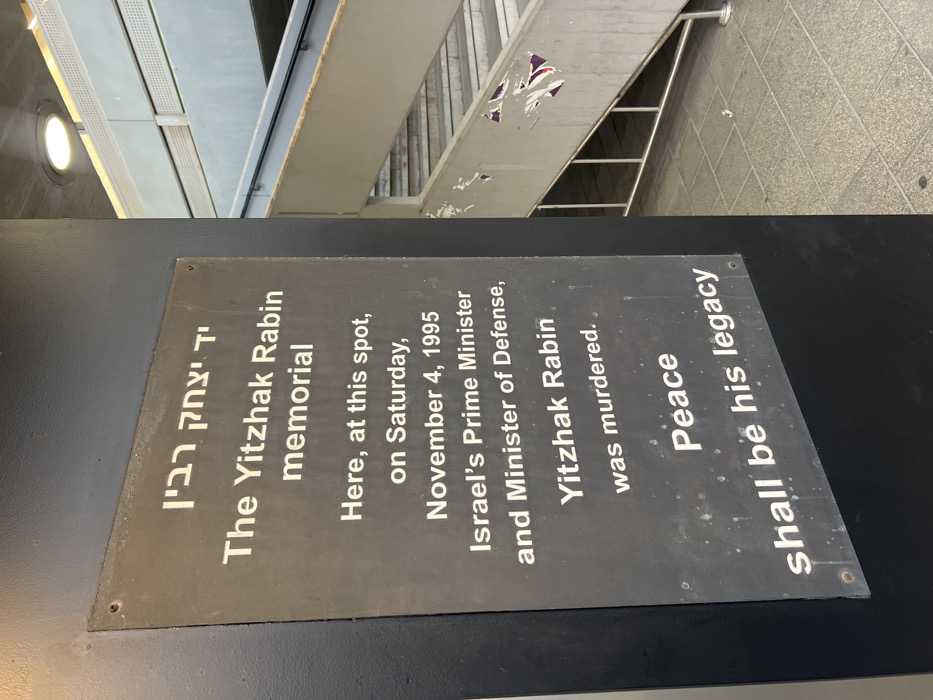 יד יצחק רבין
The Yitzhak Rabin
memorial
Here, at this spot,
on Saturday,
November 4, 1995
Israel's Prime Minister
and Minister of Defense,
Yitzhak Rabin
was murdered.
Peace
shall be his legacy